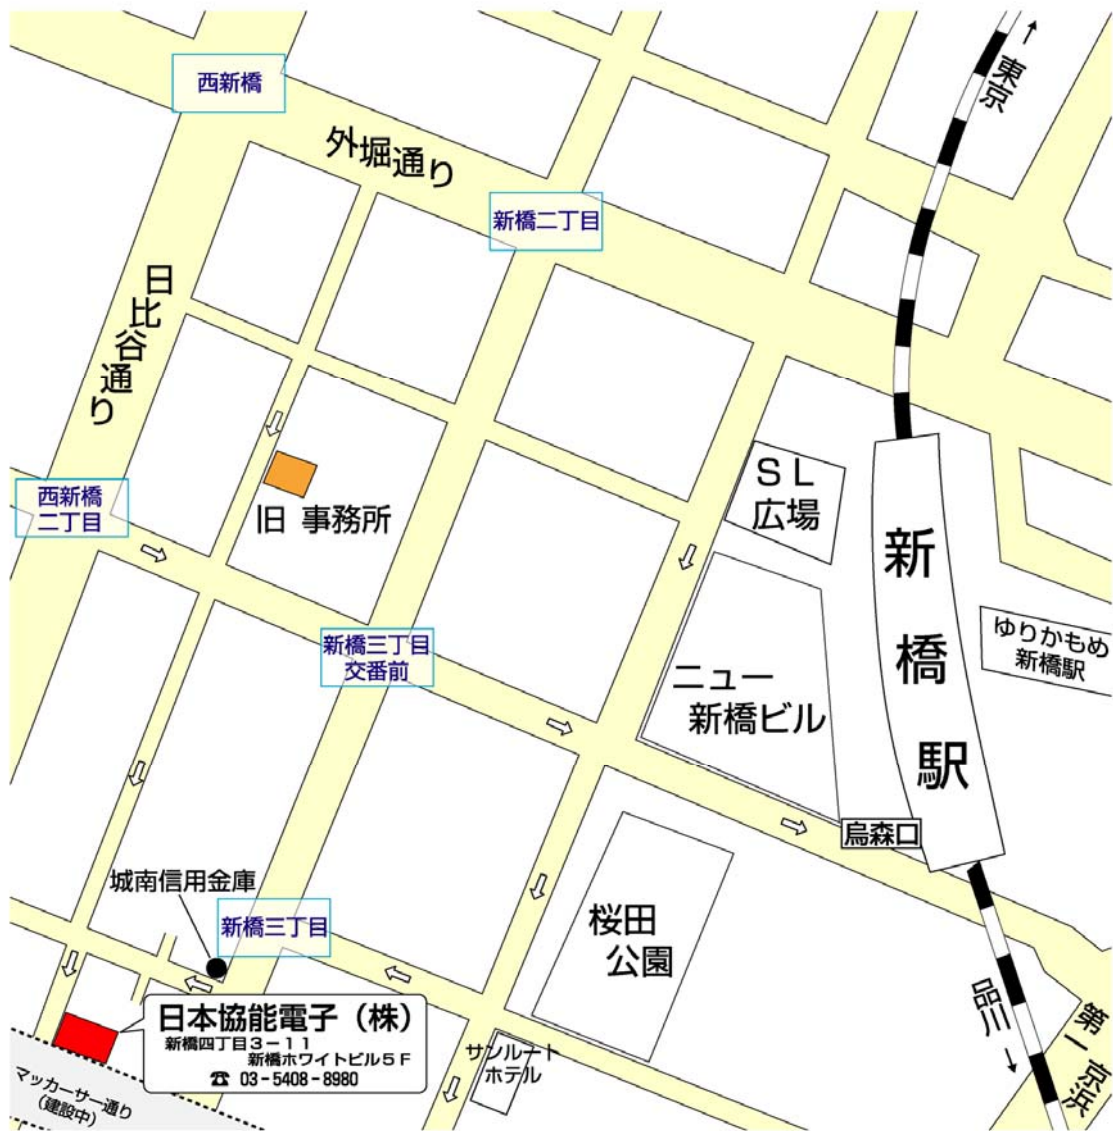 西新橋
外堀通り
東京
新橋二丁目
日比谷通り
西新橋
二丁目
旧 事務所
ＳＬ
広場
新橋駅
ゆりかもめ
新橋駅
新橋三丁目
交番前
ニュー
新橋ビル
烏森口
城南信用金庫
新橋三丁目
桜田
公園
品川
第一京浜
日本協能電子（株）
新橋四丁目３－１１
新橋ホワイトビル５Ｆ
☎ 03-5408-8980
サンルート
ホテル
マッカーサー通り
（建設中）